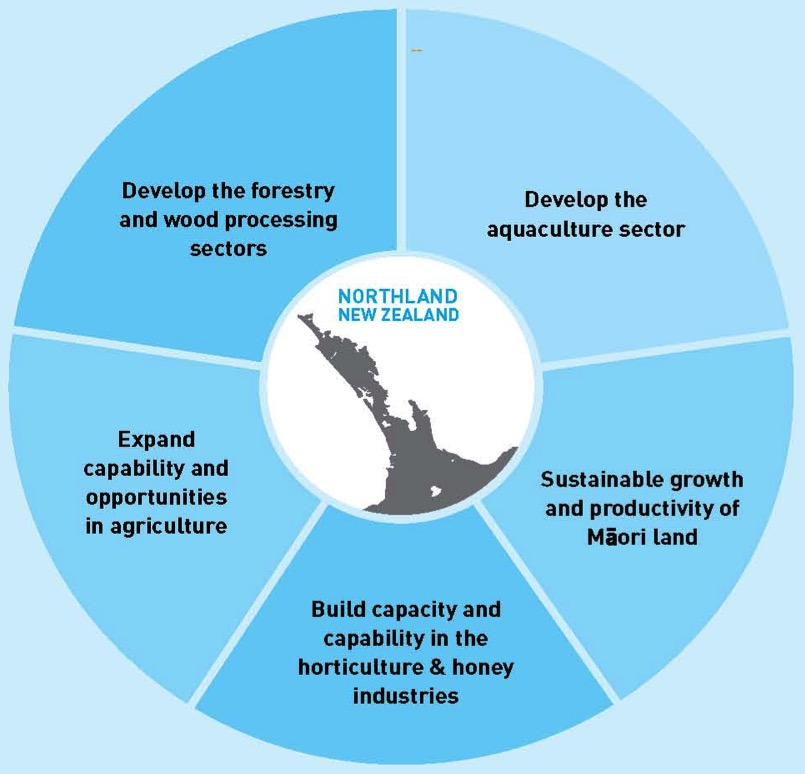 Develop the forestry
and wood processing
sectors
Develop the
aquaculture sector
NORTHLAND
NEW ZEALAND
Expand
capability and
opportunities
in agriculture
Sustainable growth
and productivity of
Māori land
Build capacity and
capability in the
horticulture & honey
industries